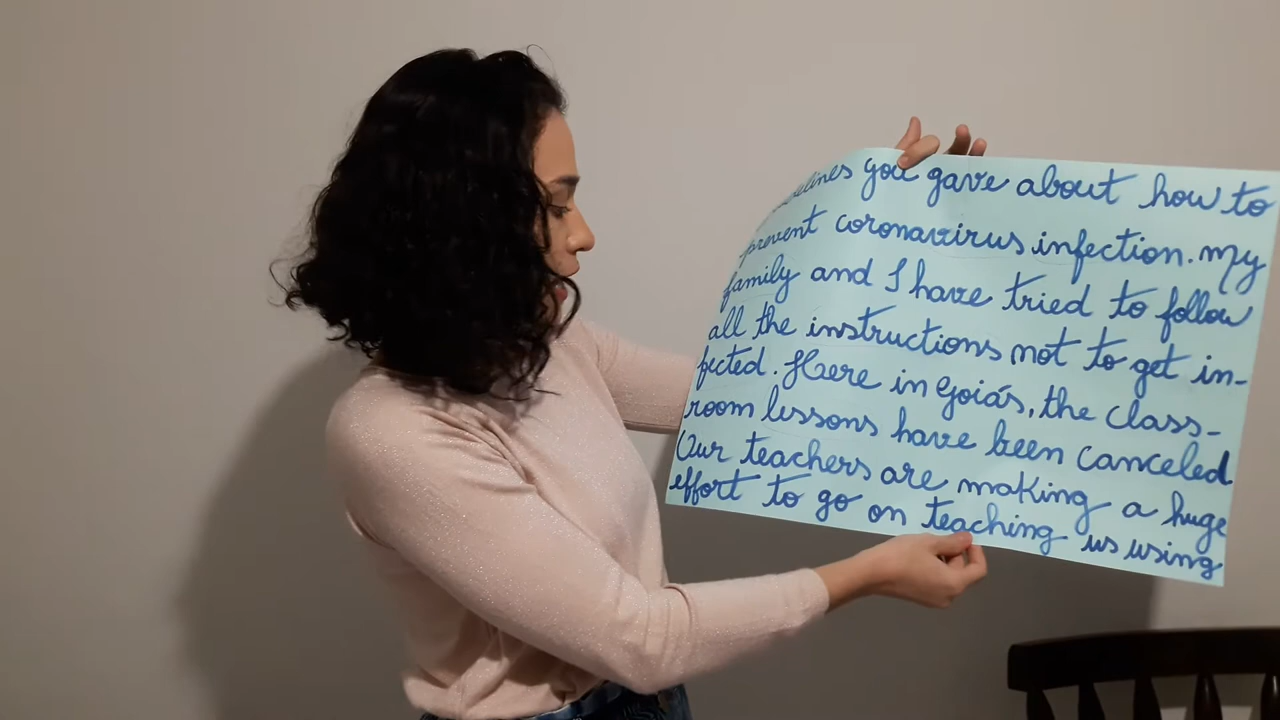 you gave about how to
prevent coronavirus infection. My
family and I have tried to follow
all the instructions not to get in-
fected. Here in Goiás, the class-
room lessons have been canceled
Our teachers are making a huge
effort to go on teaching us using